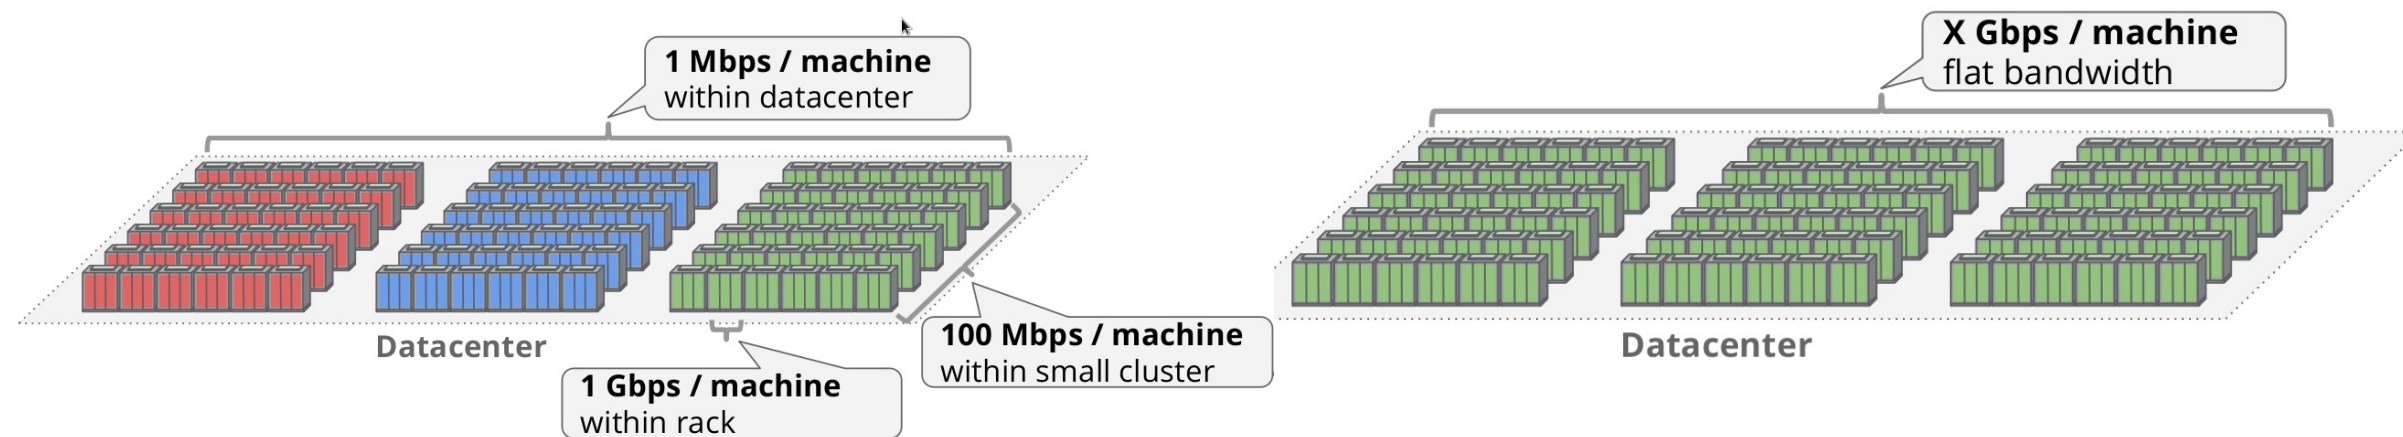 1 Mbps / machine
within datacenter
Datacenter
1 Gbps / machine
within rack
100 Mbps / machine
within small cluster
X Gbps / machine
flat bandwidth
Datacenter